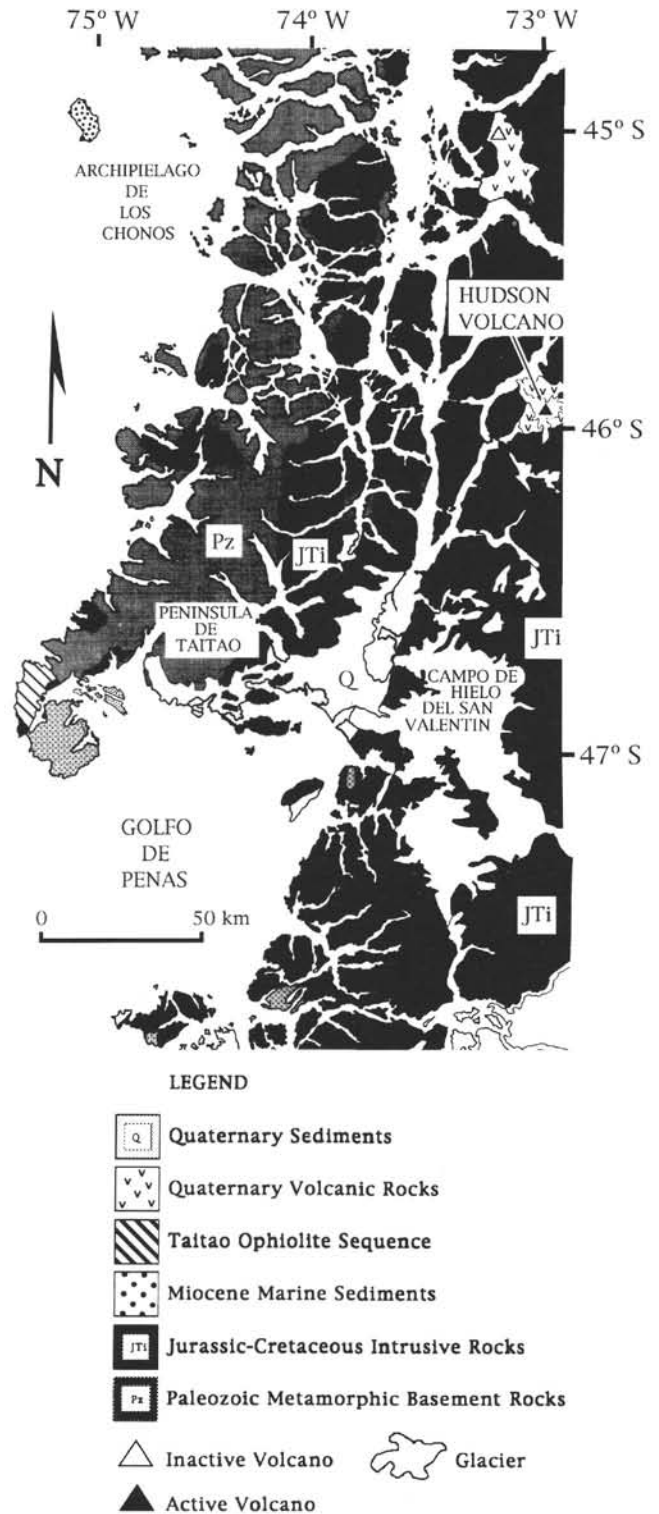 75° W
74° W
73° W
45° S
ARCHIPIELAGO
DE
LOS
CHONOS
HUDSON
VOLCANO
46° S
N
Pz
JTi
PENINSULA
DE
TAITAO
JTi
Q
CAMPO DE
HIELO
DEL SAN
VALENTIN
47° S
GOLFO
DE
PENAS
0 50 km
JTi
LEGEND
Q Quaternary Sediments
Quaternary Volcanic Rocks
Taitao Ophiolite Sequence
Miocene Marine Sediments
JTi Jurassic-Cretaceous Intrusive Rocks
Pz Paleozoic Metamorphic Basement Rocks
Inactive Volcano Glacier
Active Volcano